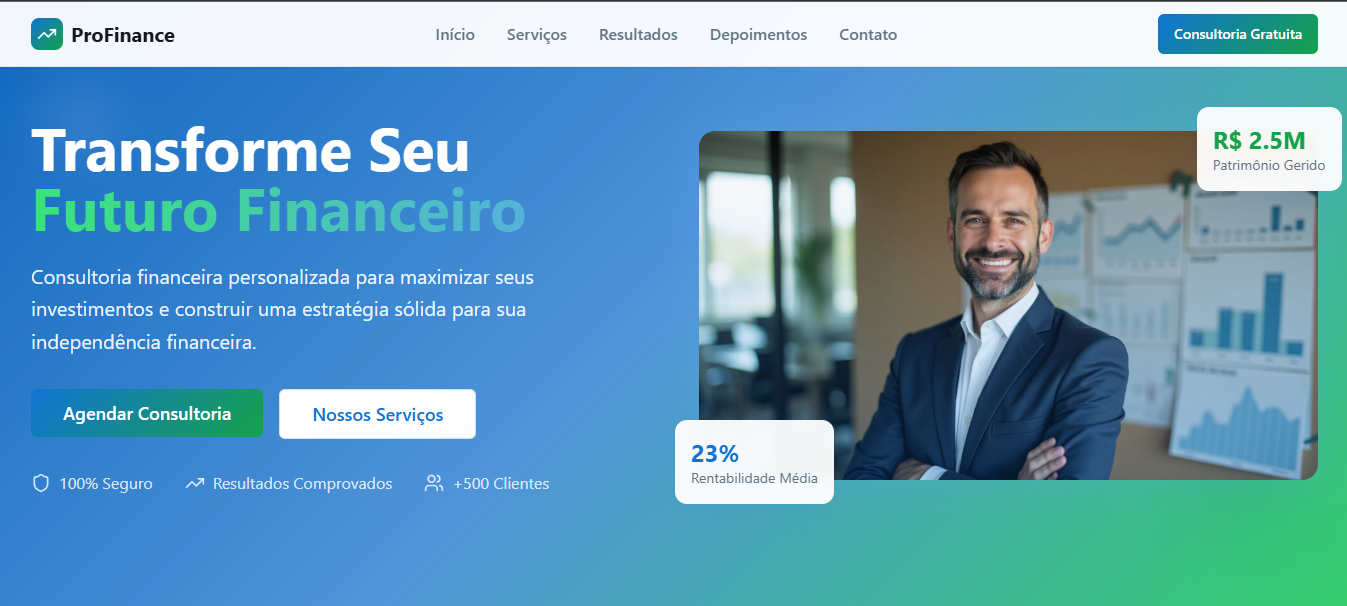 ProFinance
Início
Serviços
Resultados
Depoimentos
Contato
Consultoria Gratuita
Transforme Seu
Futuro Financeiro
Consultoria financeira personalizada para maximizar seus
investimentos e construir uma estratégia sólida para sua
independência financeira.
Agendar Consultoria
Nossos Serviços
100% Seguro
Resultados Comprovados
+500 Clientes
R$ 2.5M
Patrimônio Gerido
23%
Rentabilidade Média